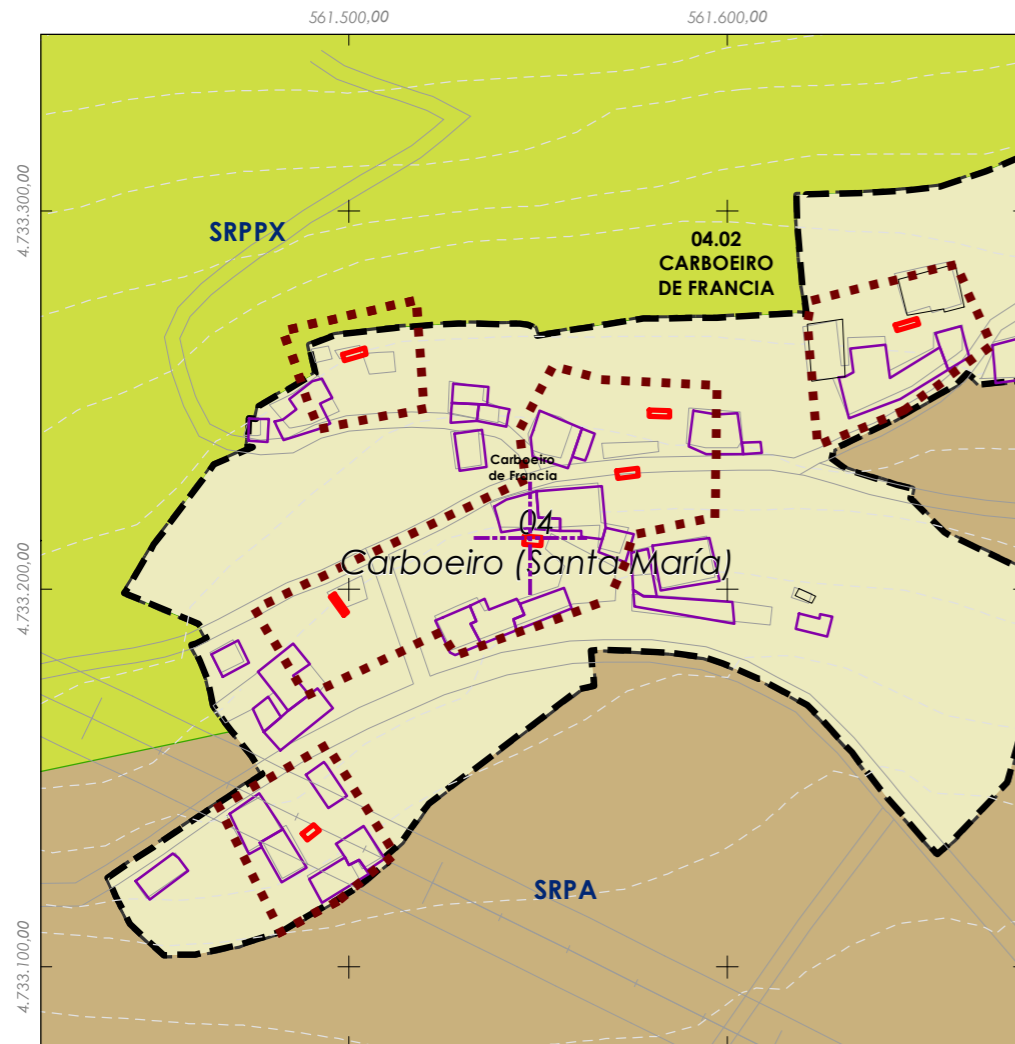 561.500,00
561.600,00
4.733.300,00
SRPPX
04.02
CARBOEIRO
DE FRANCIA
Carboeiro
de Francia
04
Carboeiro (Santa María)
4.733.200,00
SRPA
4.733.100,00